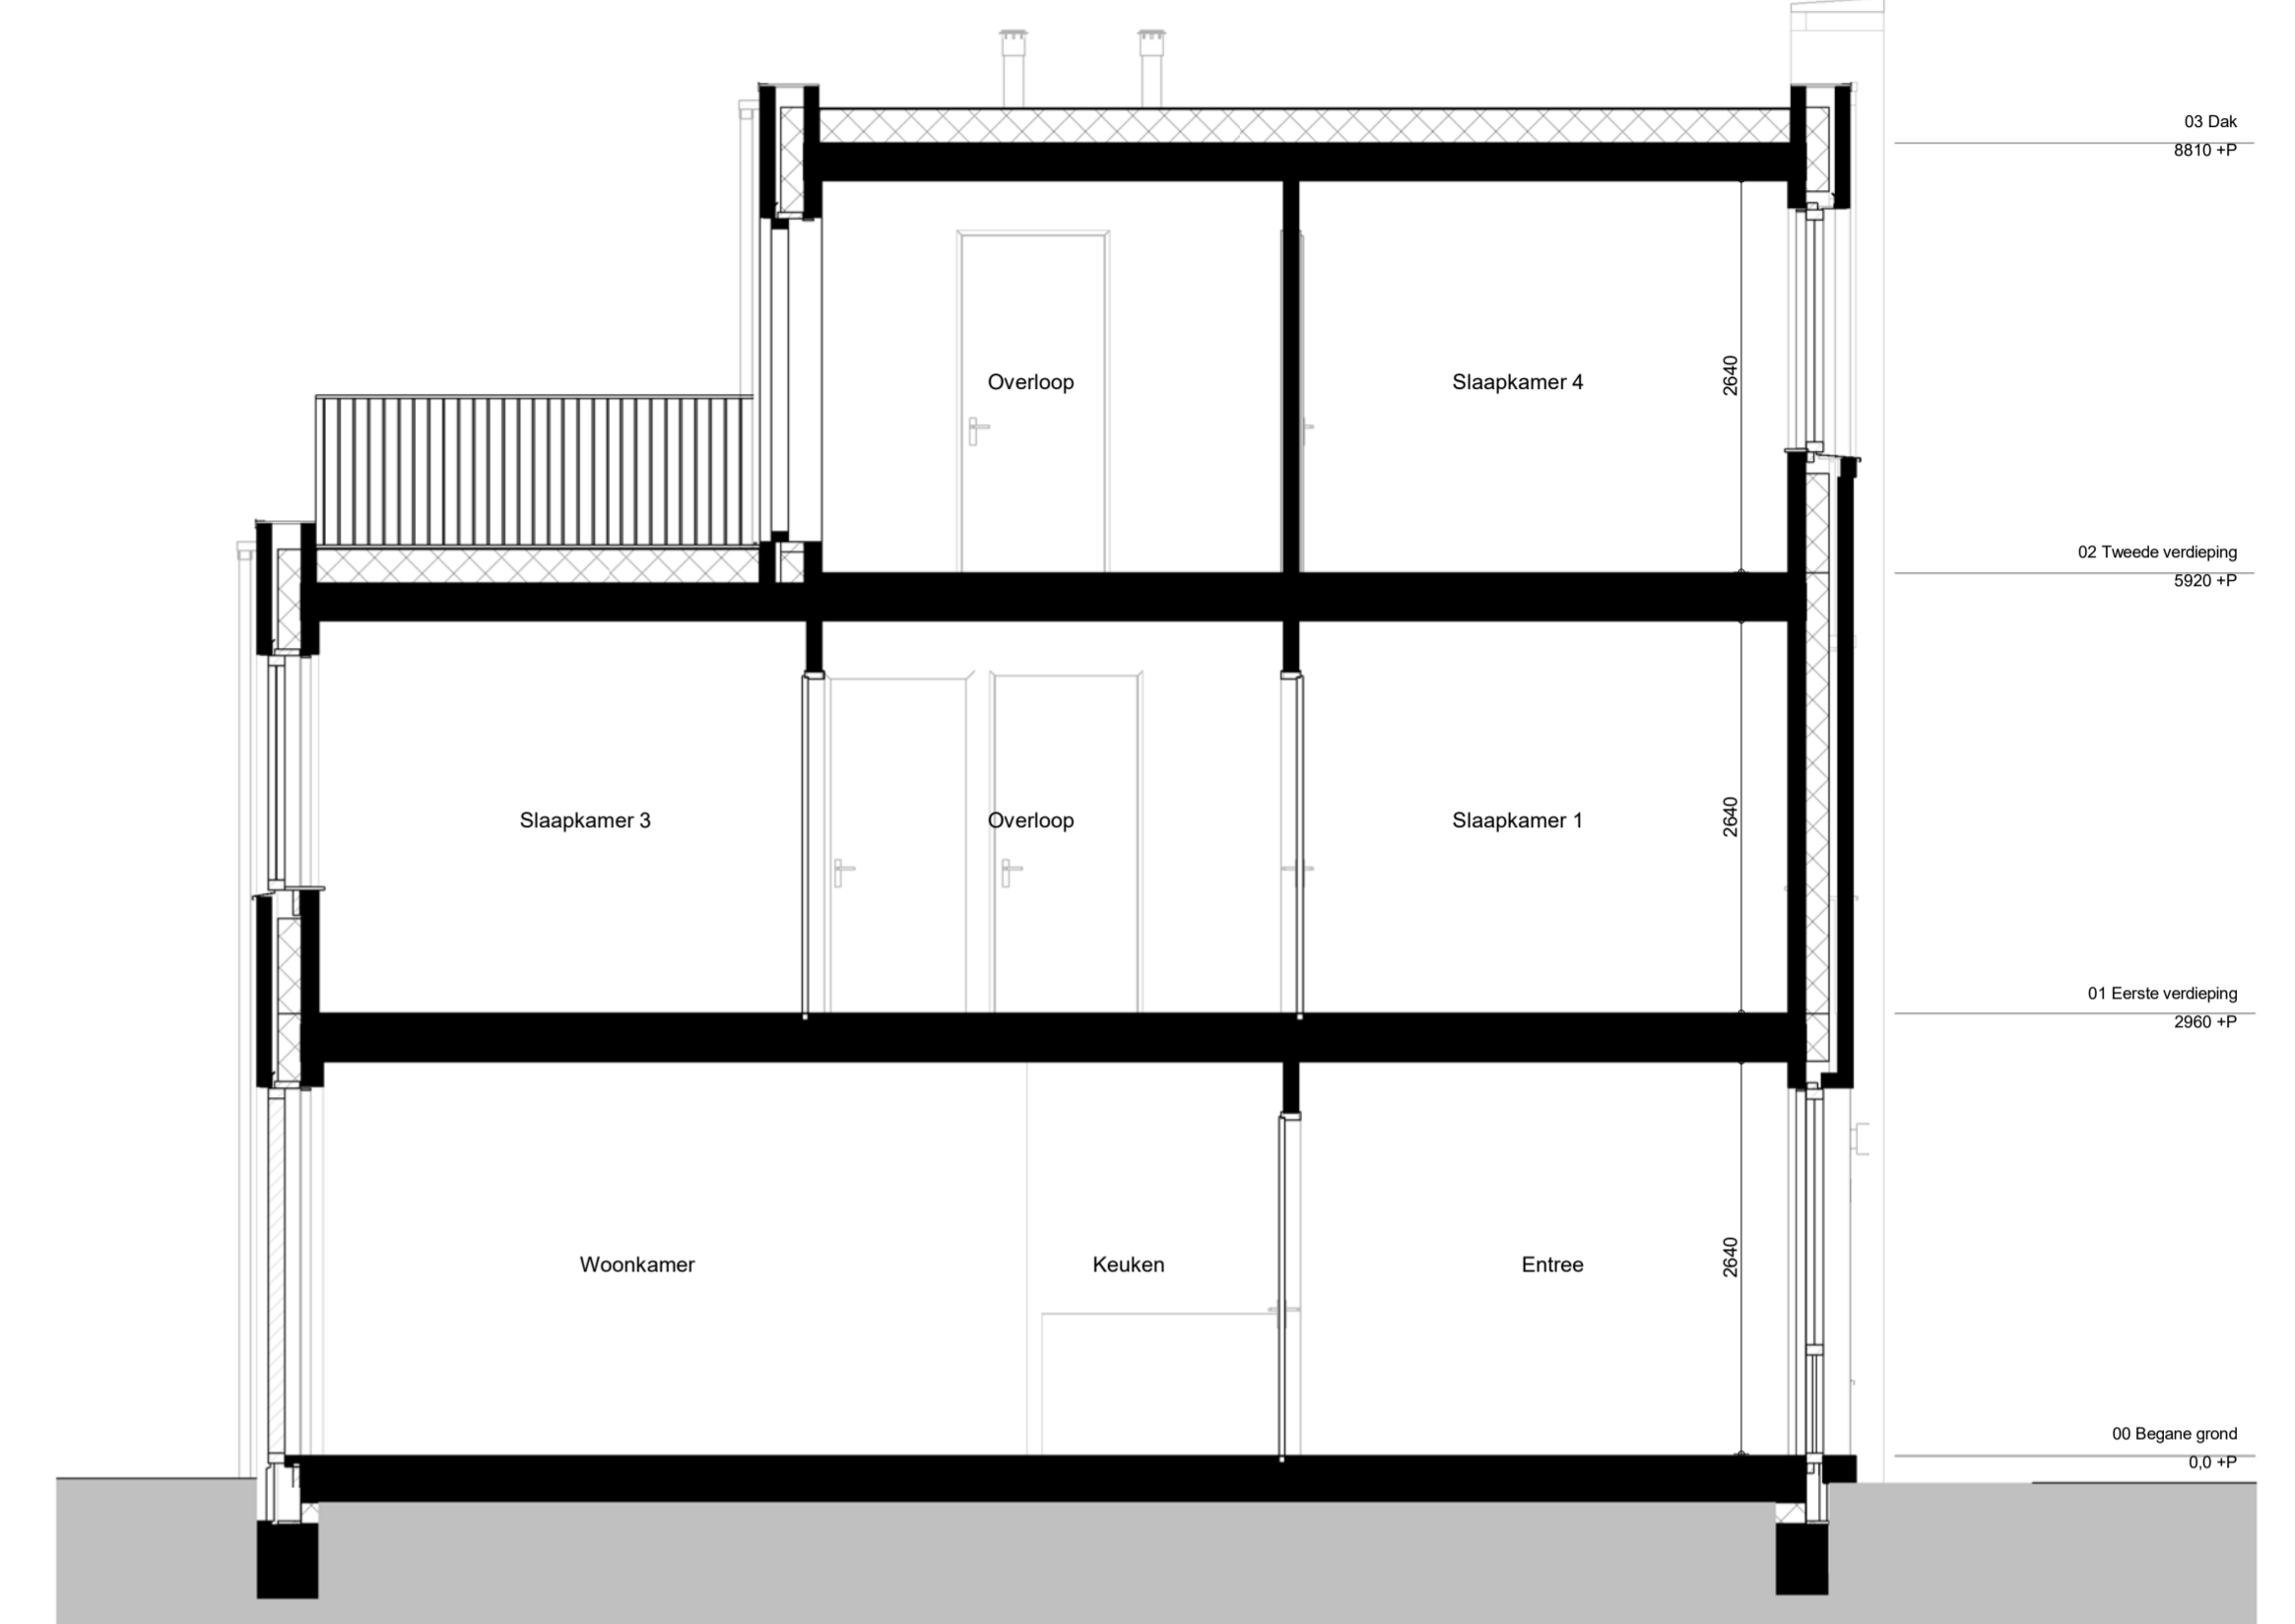 03 Dak
8810 +P
Overloop
Slaapkamer 4
2640
02 Tweede verdieping
5920 +P
Slaapkamer 3
Overloop
Slaapkamer 1
2640
01 Eerste verdieping
2960 +P
Woonkamer
Keuken
Entree
2640
00 Begane grond
0,0 +P